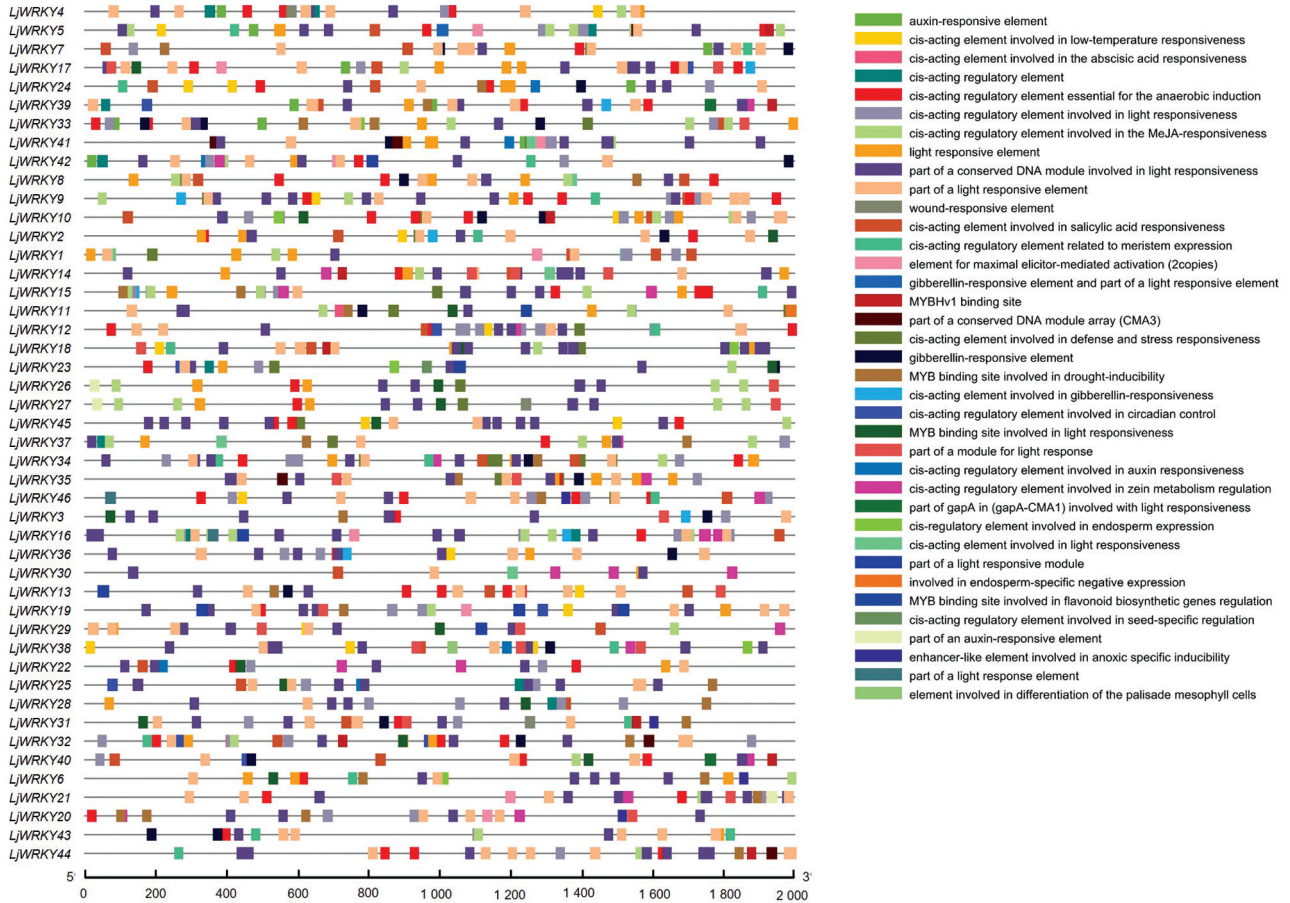 LjWRKY4
LjWRKY5
LjWRKY7
LjWRKY17
LjWRKY24
LjWRKY39
LjWRKY33
LjWRKY41
LjWRKY42
LjWRKY8
LjWRKY9
LjWRKY10
LjWRKY2
LjWRKY1
LjWRKY14
LjWRKY15
LjWRKY11
LjWRKY12
LjWRKY18
LjWRKY23
LjWRKY26
LjWRKY27
LjWRKY45
LjWRKY37
LjWRKY34
LjWRKY35
LjWRKY46
LjWRKY3
LjWRKY16
LjWRKY36
LjWRKY30
LjWRKY13
LjWRKY19
LjWRKY29
LjWRKY38
LjWRKY22
LjWRKY25
LjWRKY28
LjWRKY31
LjWRKY32
LjWRKY40
LjWRKY6
LjWRKY21
LjWRKY20
LjWRKY43
LjWRKY44
5' 3'
0 200 400 600 800 1 000 1 200 1 400 1 600 1 800 2 000
auxin-responsive element
cis-acting element involved in low-temperature responsiveness
cis-acting element involved in the abscisic acid responsiveness
cis-acting regulatory element
cis-acting regulatory element essential for the anaerobic induction
cis-acting regulatory element involved in light responsiveness
cis-acting regulatory element involved in the MeJA-responsiveness
light responsive element
part of a conserved DNA module involved in light responsiveness
part of a light responsive element
wound-responsive element
cis-acting element involved in salicylic acid responsiveness
cis-acting regulatory element related to meristem expression
element for maximal elicitor-mediated activation (2copies)
gibberellin-responsive element and part of a light responsive element
MYBHv1 binding site
part of a conserved DNA module array (CMA3)
cis-acting element involved in defense and stress responsiveness
gibberellin-responsive element
MYB binding site involved in drought-inducibility
cis-acting element involved in gibberellin-responsiveness
cis-acting regulatory element involved in circadian control
MYB binding site involved in light responsiveness
part of a module for light response
cis-acting regulatory element involved in auxin responsiveness
cis-acting regulatory element involved in zein metabolism regulation
part of gapA in (gapA-CMA1) involved with light responsiveness
cis-regulatory element involved in endosperm expression
cis-acting element involved in light responsiveness
part of a light responsive module
involved in endosperm-specific negative expression
MYB binding site involved in flavonoid biosynthetic genes regulation
cis-acting regulatory element involved in seed-specific regulation
part of an auxin-responsive element
enhancer-like element involved in anoxic specific inducibility
part of a light response element
element involved in differentiation of the palisade mesophyll cells